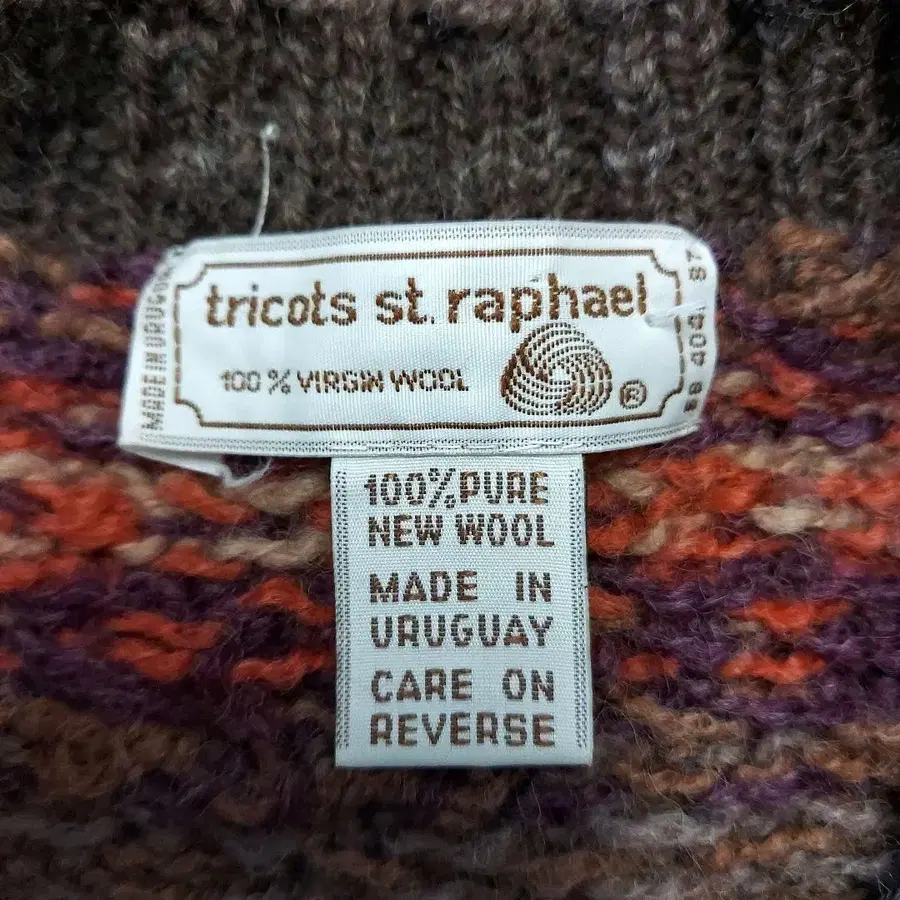 tricots st. raphael
100% VIRGIN WOOL
®
MADE IN URUGUAY
404, 87
100% PURE
NEW WOOL
MADE IN
URUGUAY
CARE ON
REVERSE